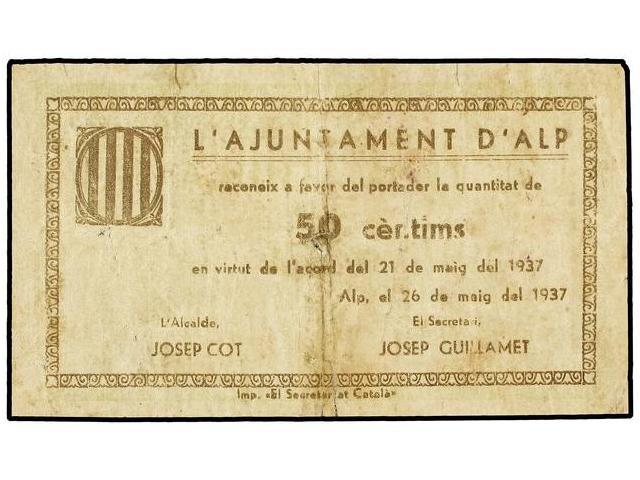 L'AJUNTAMENT D'ALP
reconeix a favor del portador la quantitat de
50 cèntims
en virtut de l'acord del 21 de maig del 1937
Alp, el 26 de maig del 1937
L'Alcalde,
El Secretari,
JOSEP COT
JOSEP GUILLAMET
Imp. «El Secretariat Català»